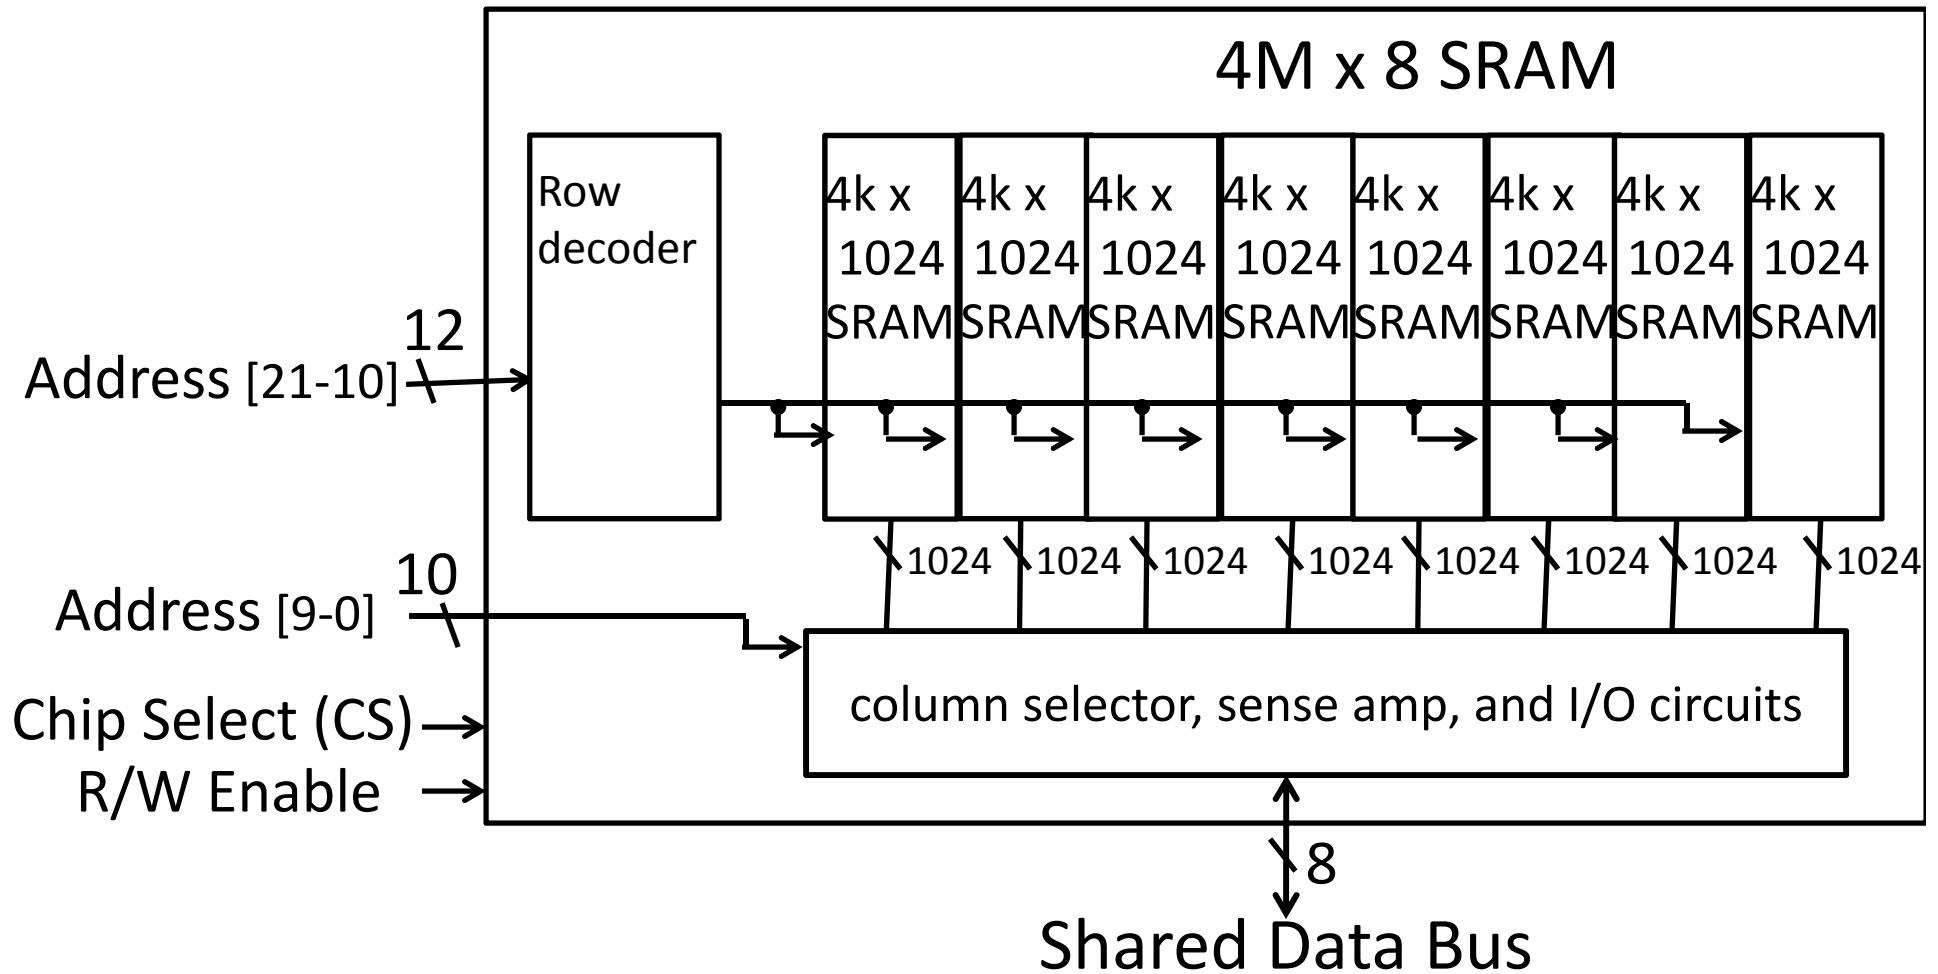 4M x 8 SRAM
Row
decoder
4k x
1024
SRAM
4k x
1024
SRAM
4k x
1024
SRAM
4k x
1024
SRAM
4k x
1024
SRAM
4k x
1024
SRAM
4k x
1024
SRAM
4k x
1024
SRAM
12
Address [21-10]
1024
1024
1024
1024
1024
1024
1024
1024
10
Address [9-0]
column selector, sense amp, and I/O circuits
Chip Select (CS)
R/W Enable
8
Shared Data Bus